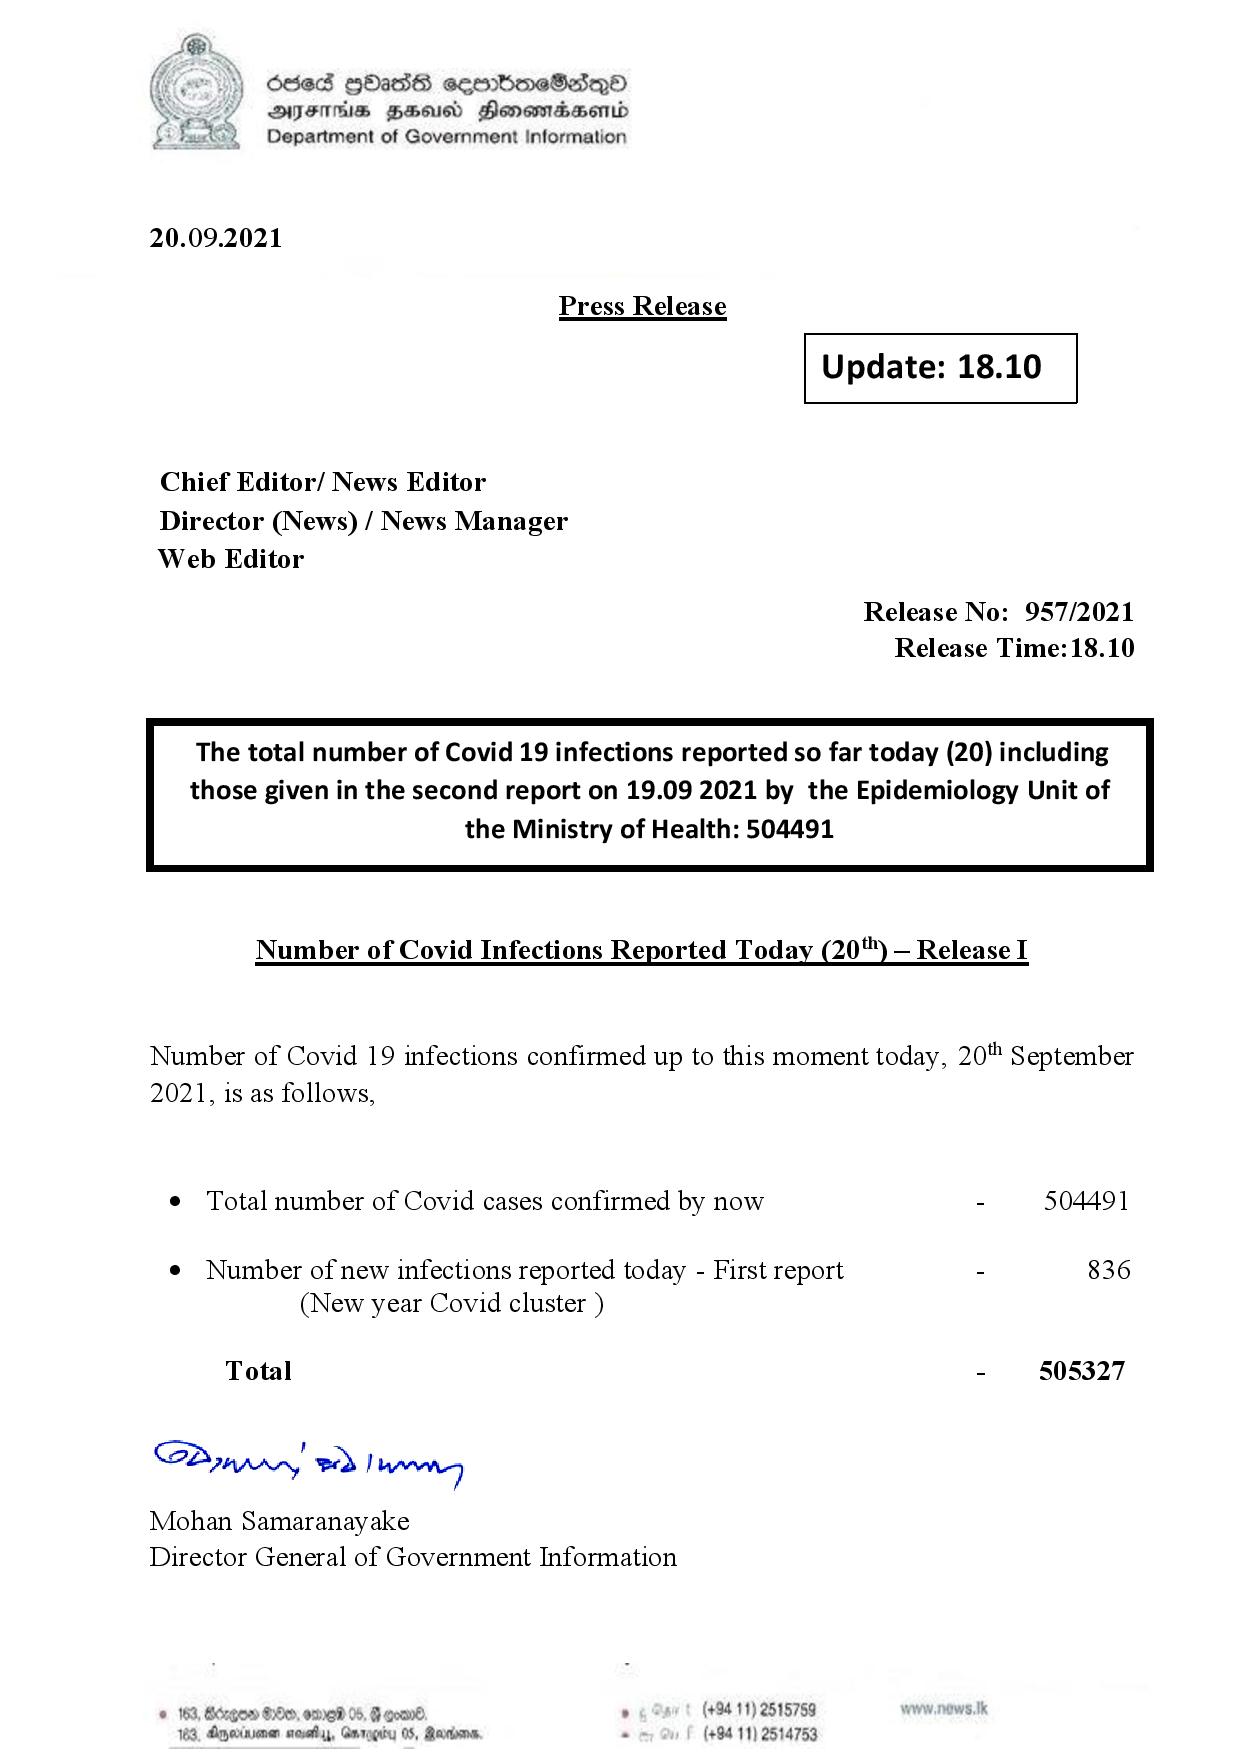 රජයේ ප්‍රවෘත්ති දෙපාර්තමේන්තුව
அரசாங்க தகவல் திணைக்களம்
Department of Government Information
20.09.2021
Press Release
Update: 18.10
Chief Editor/ News Editor
Director (News) / News Manager
Web Editor
Release No: 957/2021
Release Time:18.10
The total number of Covid 19 infections reported so far today (20) including
those given in the second report on 19.09 2021 by the Epidemiology Unit of
the Ministry of Health: 504491
Number of Covid Infections Reported Today (20th) – Release I
Number of Covid 19 infections confirmed up to this moment today, 20th September
2021, is as follows,
• Total number of Covid cases confirmed by now - 504491
• Number of new infections reported today - First report - 836
(New year Covid cluster )
Total - 505327
Mohan Samaranayake
Director General of Government Information
163, කිරුලපන මාවත, කොළඹ 05, ශ්‍රී ලංකාව.
163, கிருலப்பனை எவனியூ, கொழும்பு 05, இலங்கை.
(+94 11) 2515759
(+94 11) 2514753
www.news.lk